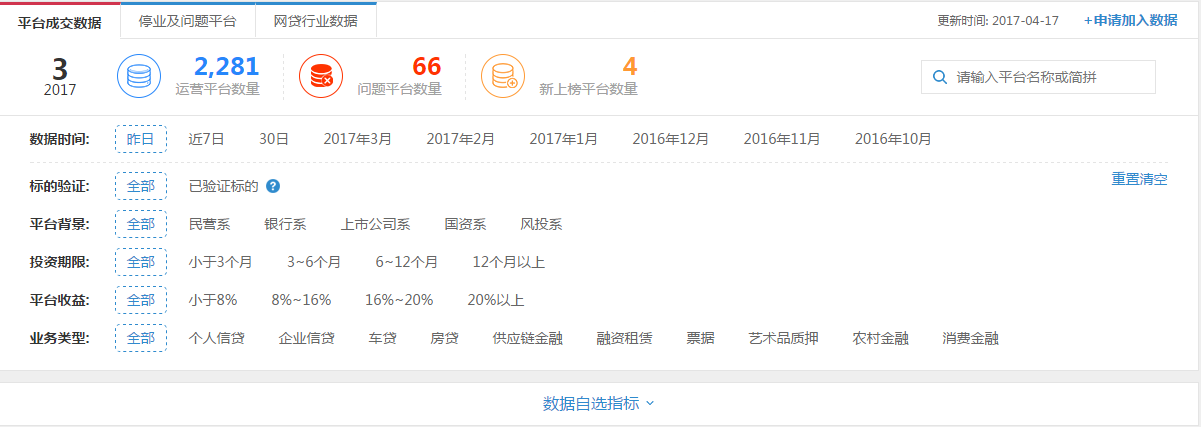 平台成交数据 停业及问题平台 网贷行业数据 更新时间: 2017-04-17 +申请加入数据
3 2,281 66 4
2017 运营平台数量 问题平台数量 新上榜平台数量 请输入平台名称或简拼
数据时间: 昨日 近7日 30日 2017年3月 2017年2月 2017年1月 2016年12月 2016年11月 2016年10月
标的验证: 全部 已验证标的 ? 重置清空
平台背景: 全部 民营系 银行系 上市公司系 国资系 风投系
投资期限: 全部 小于3个月 3~6个月 6~12个月 12个月以上
平台收益: 全部 小于8% 8%~16% 16%~20% 20%以上
业务类型: 全部 个人信贷 企业信贷 车贷 房贷 供应链金融 融资租赁 票据 艺术品质押 农村金融 消费金融
数据自选指标